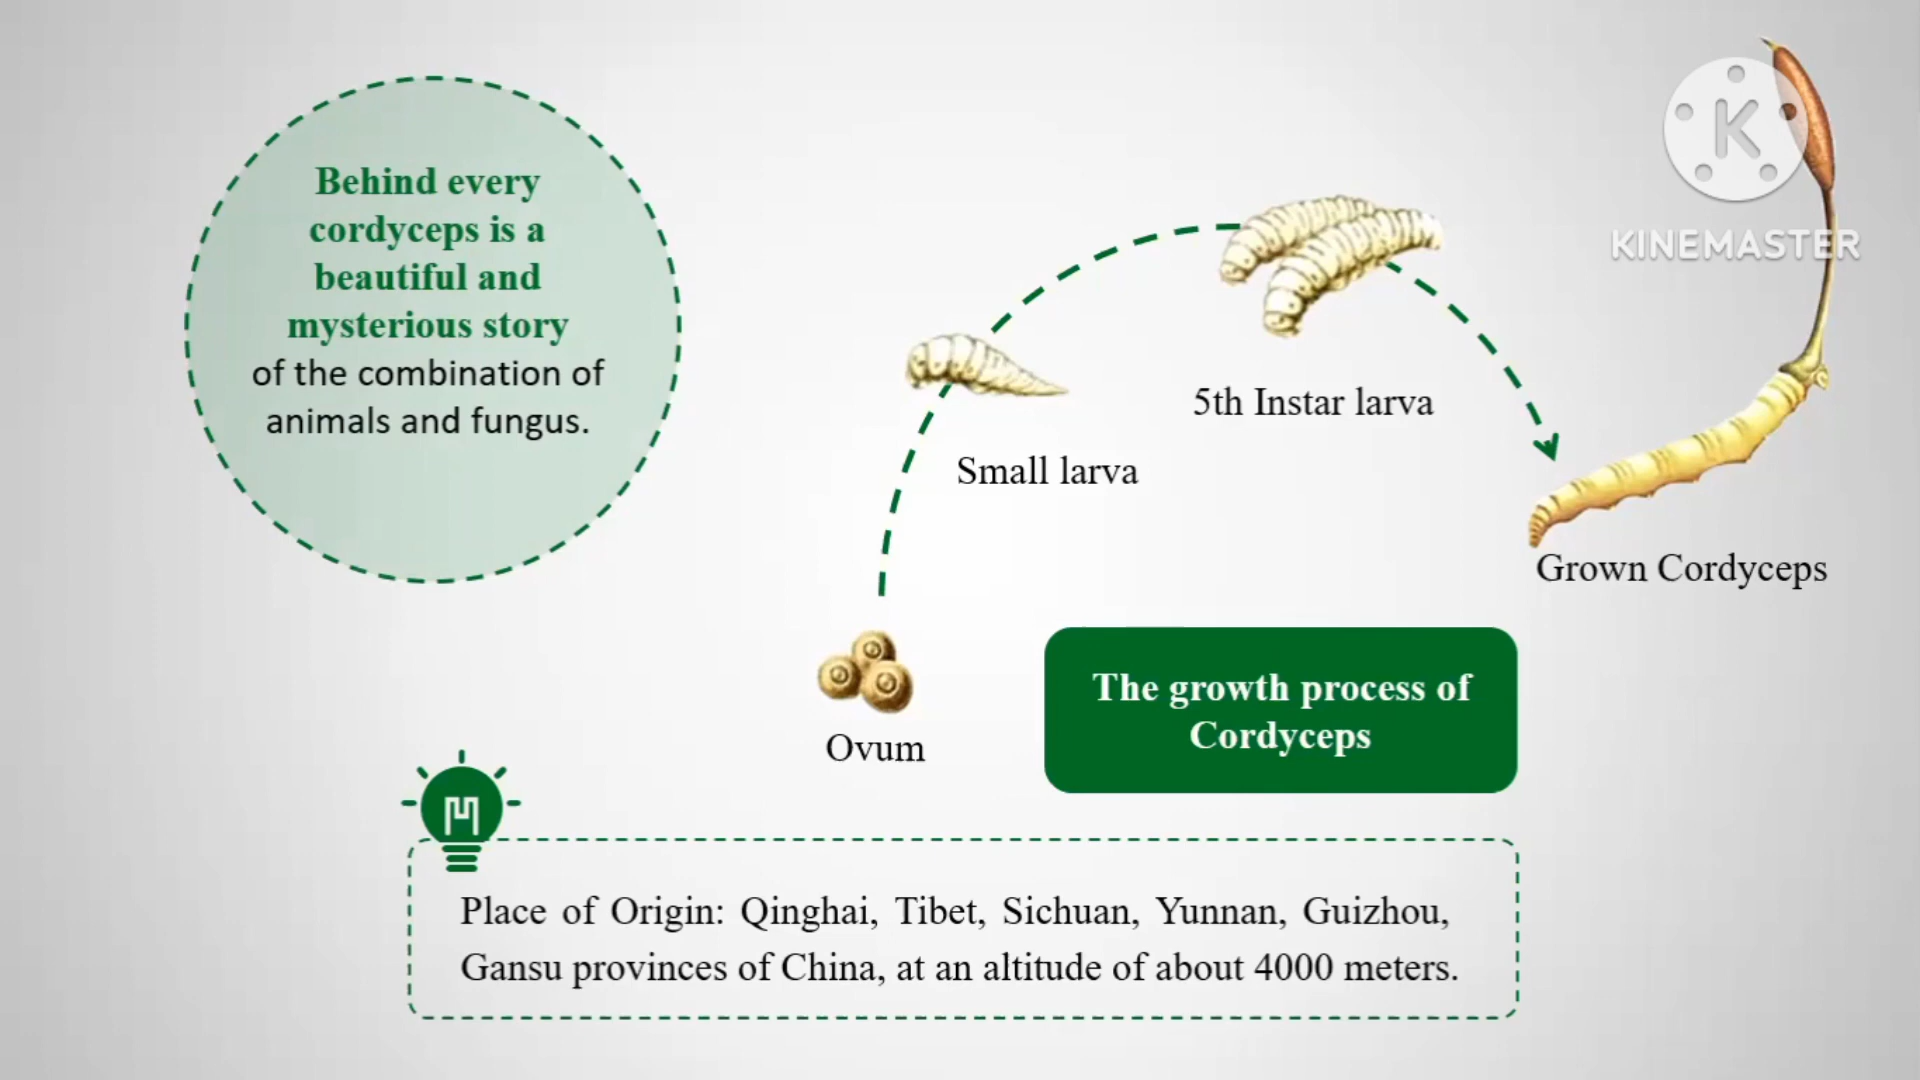 Behind every
cordyceps is a
beautiful and
mysterious story
of the combination of
animals and fungus.
K
KINEMASTER
5th Instar larva
Small larva
Grown Cordyceps
Ovum
The growth process of
Cordyceps
Place of Origin: Qinghai, Tibet, Sichuan, Yunnan, Guizhou,
Gansu provinces of China, at an altitude of about 4000 meters.